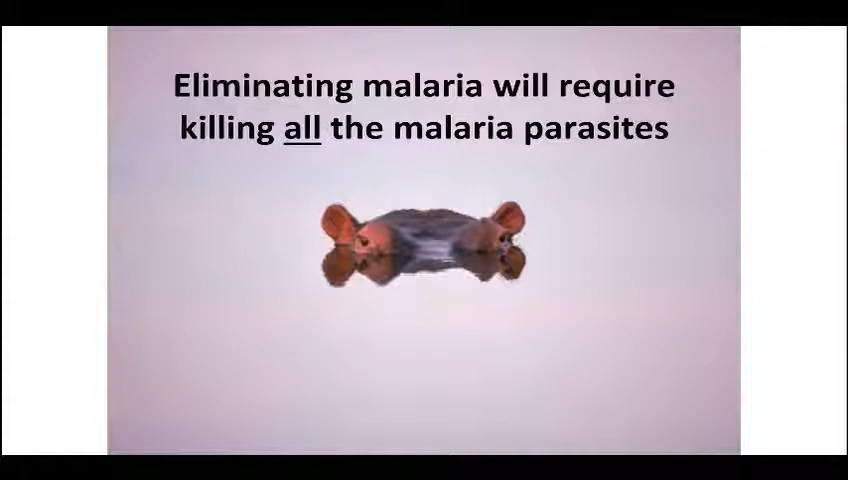 Eliminating malaria will require
killing all the malaria parasites